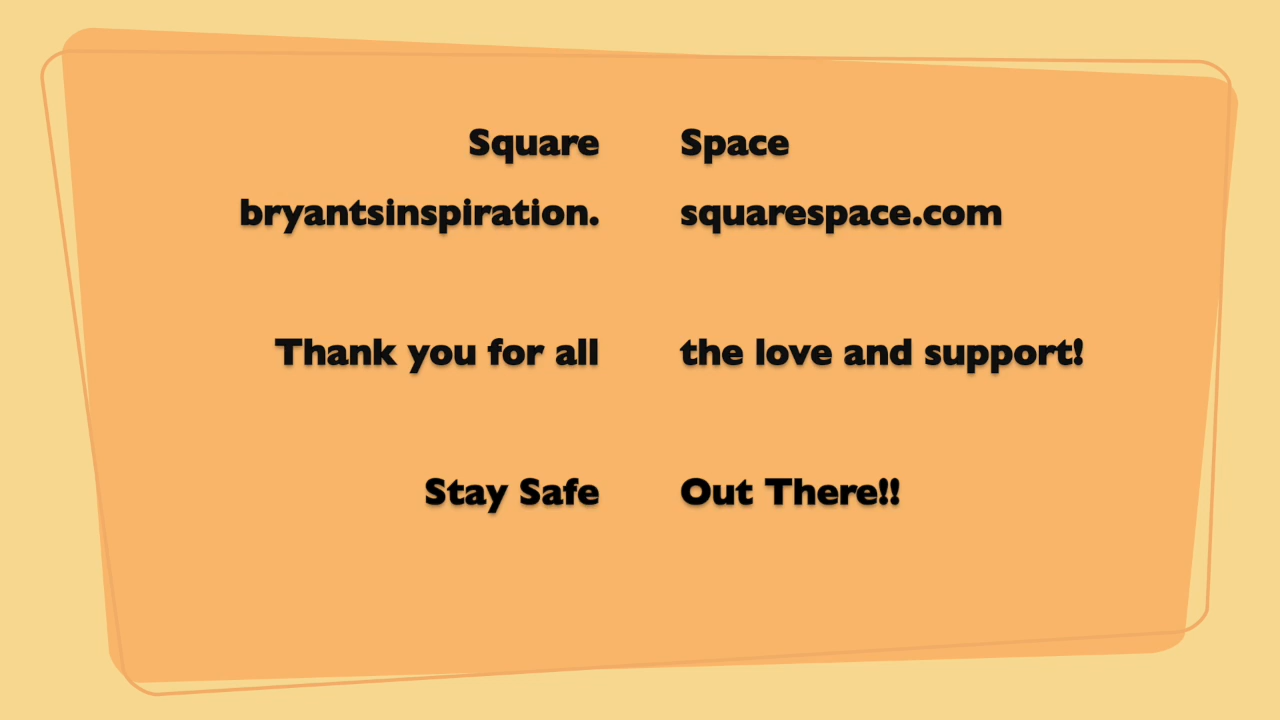 Square Space
bryantsinspiration. squarespace.com
Thank you for all the love and support!
Stay Safe Out There!!